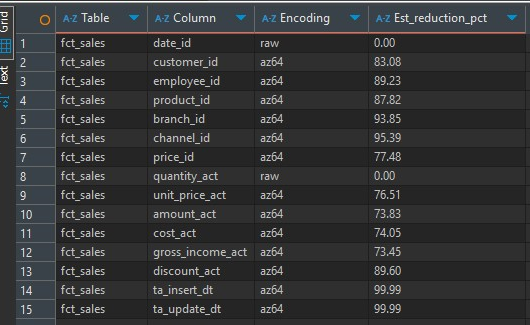 Grid
Text
A-Z Table A-Z Column A-Z Encoding A-Z Est_reduction_pct
1 fct_sales date_id raw 0.00
2 fct_sales customer_id az64 83.08
3 fct_sales employee_id az64 89.23
4 fct_sales product_id az64 87.82
5 fct_sales branch_id az64 93.85
6 fct_sales channel_id az64 95.39
7 fct_sales price_id az64 77.48
8 fct_sales quantity_act raw 0.00
9 fct_sales unit_price_act az64 76.51
10 fct_sales amount_act az64 73.83
11 fct_sales cost_act az64 74.05
12 fct_sales gross_income_act az64 73.45
13 fct_sales discount_act az64 89.60
14 fct_sales ta_insert_dt az64 99.99
15 fct_sales ta_update_dt az64 99.99